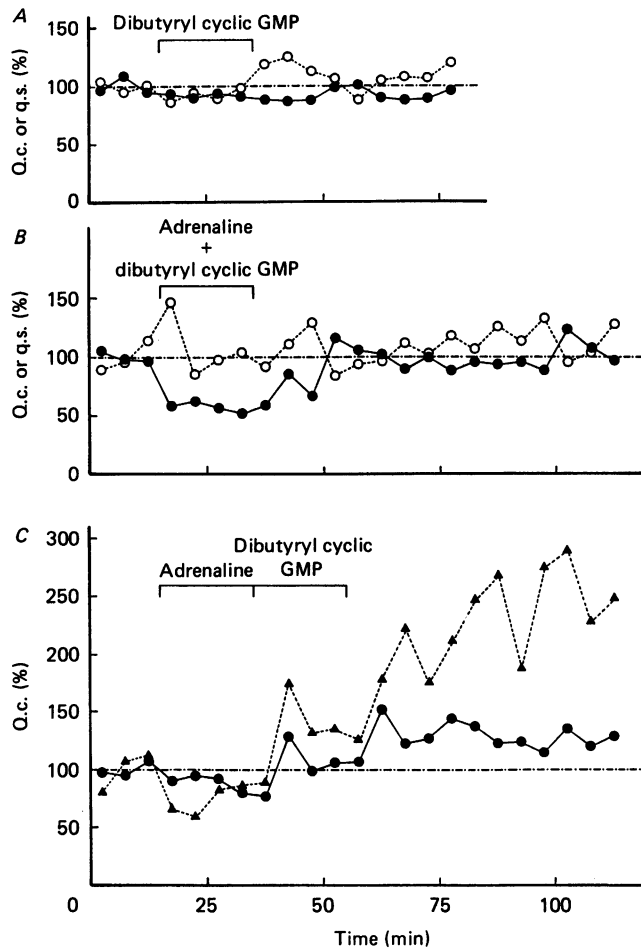 A
Dibutyryl cyclic GMP
150
100
50
0
Q.c. or q.s. (%)
B
Adrenaline
+
dibutyryl cyclic GMP
150
100
50
0
Q.c. or q.s. (%)
C
Dibutyryl cyclic
Adrenaline GMP
300
250
200
150
100
50
Q.c. (%)
0 25 50 75 100
Time (min)